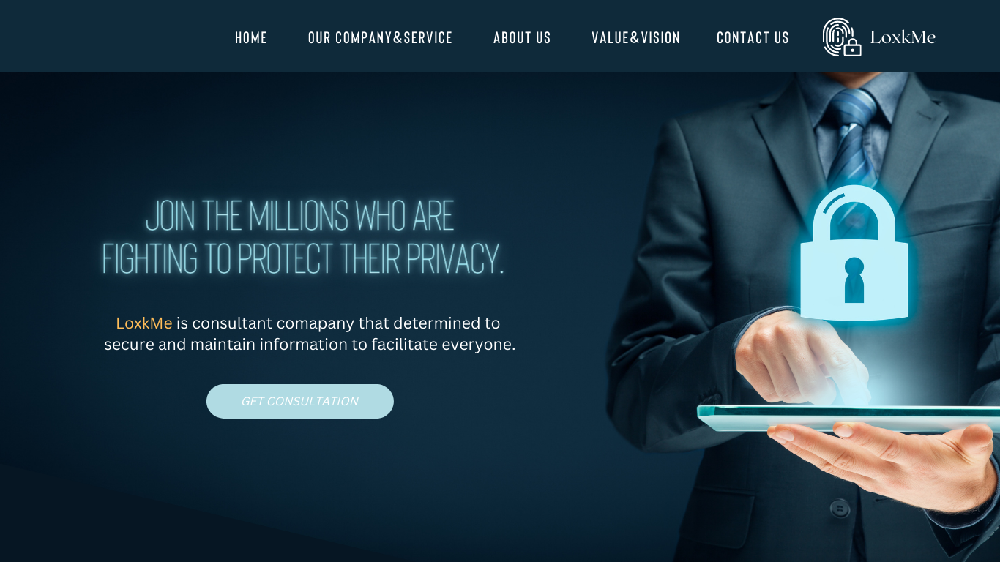 HOME OUR COMPANY&SERVICE ABOUT US VALUE&VISION CONTACT US LoxkMe
JOIN THE MILLIONS WHO ARE
FIGHTING TO PROTECT THEIR PRIVACY.
LoxkMe is consultant comapany that determined to
secure and maintain information to facilitate everyone.
GET CONSULTATION